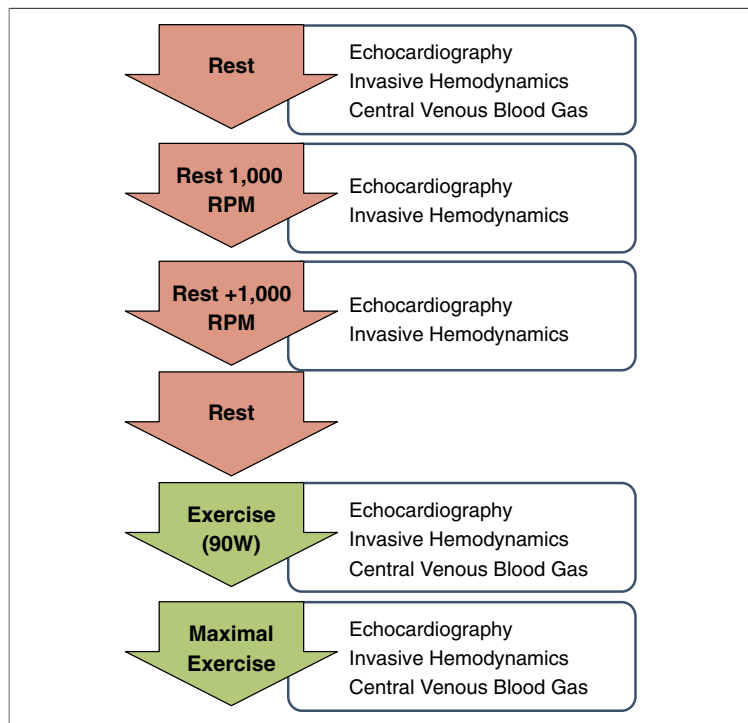 Rest
Echocardiography
Invasive Hemodynamics
Central Venous Blood Gas
Rest 1,000
RPM
Echocardiography
Invasive Hemodynamics
Rest +1,000
RPM
Echocardiography
Invasive Hemodynamics
Rest
Exercise
(90W)
Echocardiography
Invasive Hemodynamics
Central Venous Blood Gas
Maximal
Exercise
Echocardiography
Invasive Hemodynamics
Central Venous Blood Gas